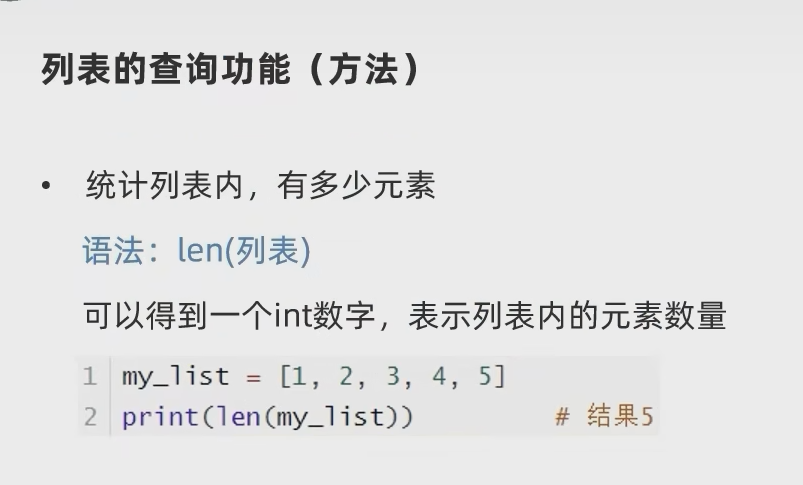 列表的查询功能（方法）
• 统计列表内，有多少元素
语法：len(列表)
可以得到一个int数字，表示列表内的元素数量
1 my_list = [1, 2, 3, 4, 5]
2 print(len(my_list)) # 结果5